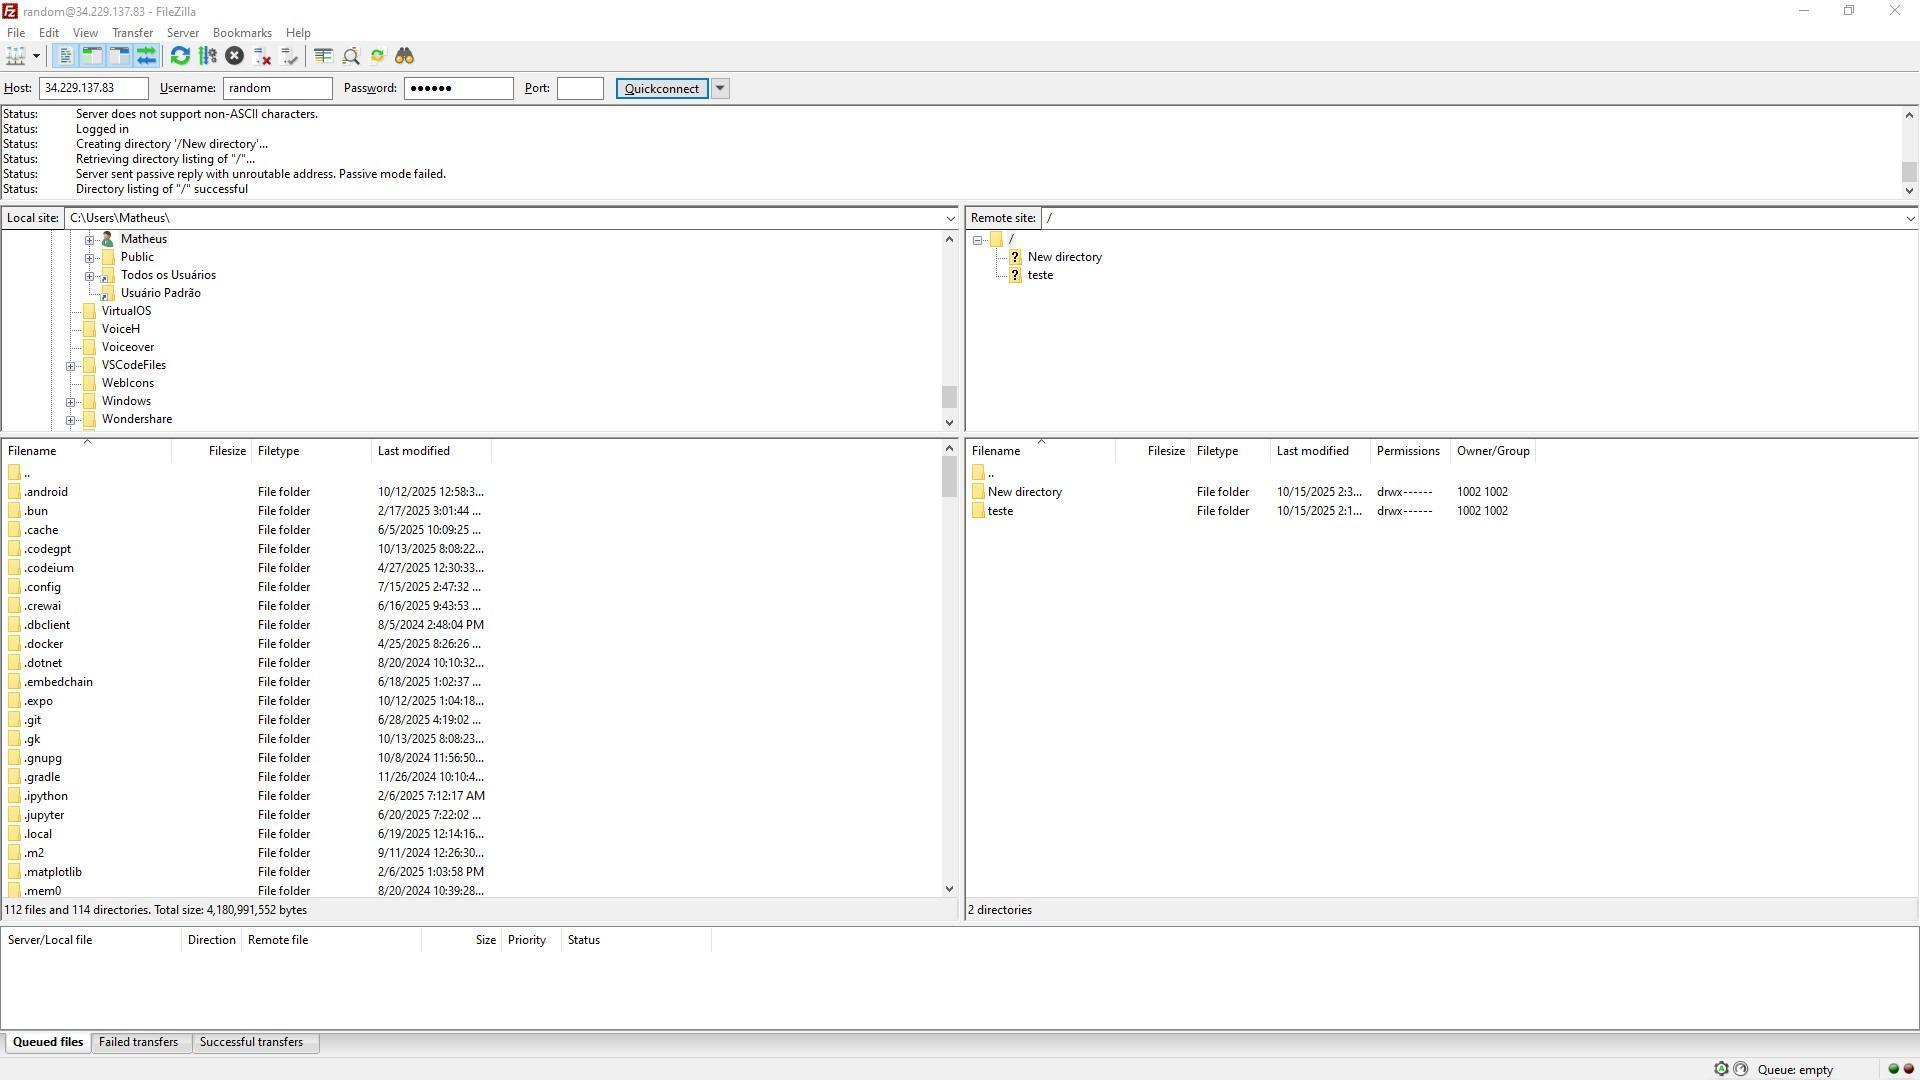 random@34.229.137.83 - FileZilla
File Edit View Transfer Server Bookmarks Help
Host: 34.229.137.83 Username: random Password: ●●●●●● Port: Quickconnect
Status: Server does not support non-ASCII characters.
Status: Logged in
Status: Creating directory '/New directory'...
Status: Retrieving directory listing of "/"...
Status: Server sent passive reply with unroutable address. Passive mode failed.
Status: Directory listing of "/" successful
Local site: C:\Users\Matheus\
Matheus
Public
Todos os Usuários
Usuário Padrão
VirtualOS
VoiceH
Voiceover
VSCodeFiles
WebIcons
Windows
Wondershare
Remote site: /
/
New directory
teste
Filename Filesize Filetype Last modified
..
.android File folder 10/12/2025 12:58:3...
.bun File folder 2/17/2025 3:01:44 ...
.cache File folder 6/5/2025 10:09:25 ...
.codegpt File folder 10/13/2025 8:08:22...
.codeium File folder 4/27/2025 12:30:33...
.config File folder 7/15/2025 2:47:32 ...
.crewai File folder 6/16/2025 9:43:53 ...
.dbclient File folder 8/5/2024 2:48:04 PM
.docker File folder 4/25/2025 8:26:26 ...
.dotnet File folder 8/20/2024 10:10:32...
.embedchain File folder 6/18/2025 1:02:37 ...
.expo File folder 10/12/2025 1:04:18...
.git File folder 6/28/2025 4:19:02 ...
.gk File folder 10/13/2025 8:08:23...
.gnupg File folder 10/8/2024 11:56:50...
.gradle File folder 11/26/2024 10:10:4...
.ipython File folder 2/6/2025 7:12:17 AM
.jupyter File folder 6/20/2025 7:22:02 ...
.local File folder 6/19/2025 12:14:16...
.m2 File folder 9/11/2024 12:26:30...
.matplotlib File folder 2/6/2025 1:03:58 PM
.mem0 File folder 8/20/2024 10:39:28...
112 files and 114 directories. Total size: 4,180,991,552 bytes
Filename Filesize Filetype Last modified Permissions Owner/Group
..
New directory File folder 10/15/2025 2:3... drwx------ 1002 1002
teste File folder 10/15/2025 2:1... drwx------ 1002 1002
2 directories
Server/Local file Direction Remote file Size Priority Status
Queued files Failed transfers Successful transfers
Queue: empty